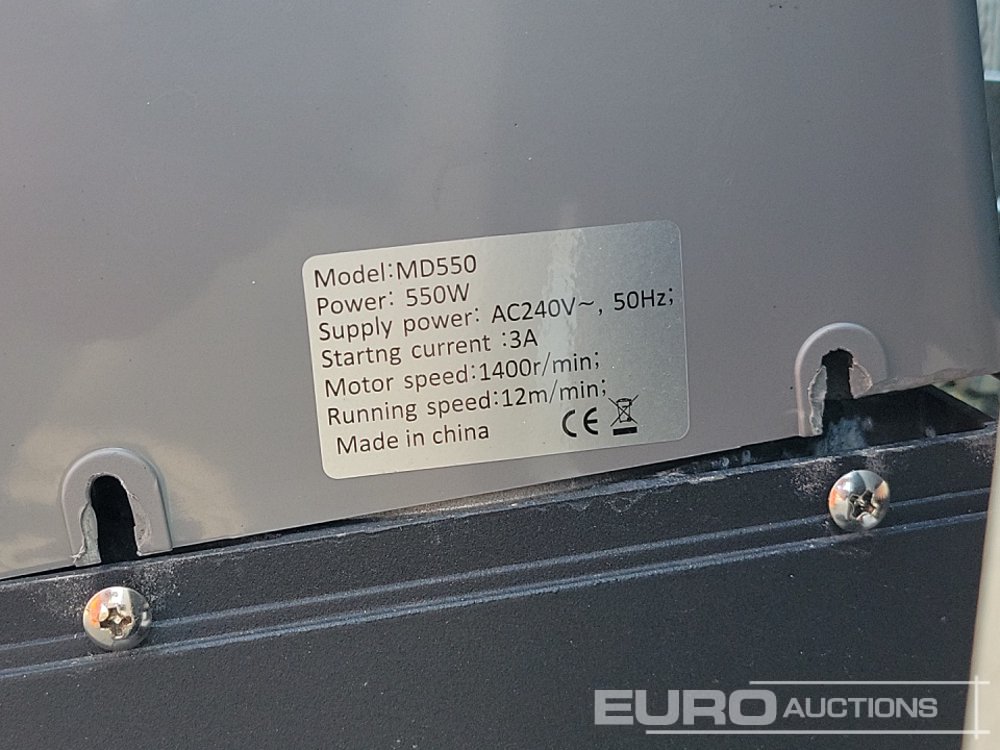 Model:MD550
Power: 550W
Supply power: AC240V~, 50Hz;
Startng current :3A
Motor speed:1400r/min;
Running speed:12m/min;
Made in china
CE
EURO AUCTIONS